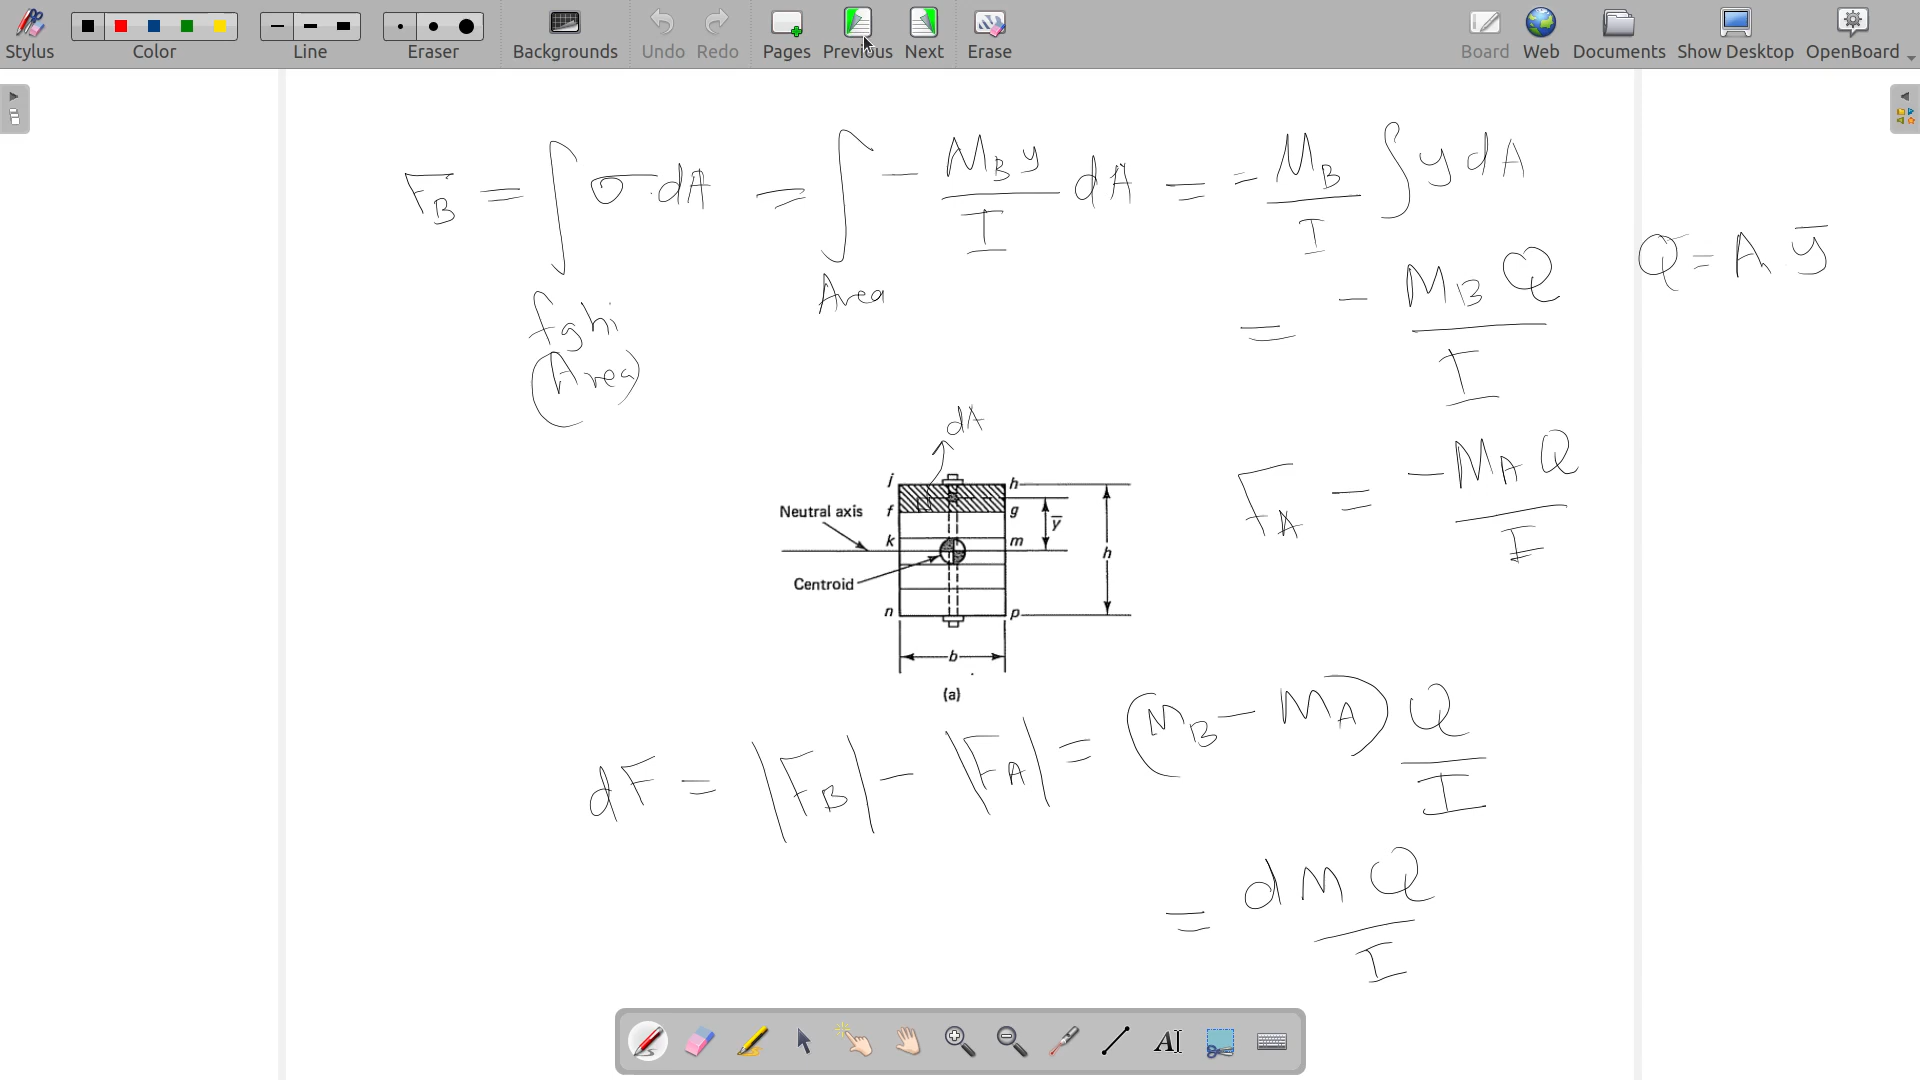 Stylus Color Line Eraser Backgrounds Undo Redo Pages Previous Next Erase Board Web Documents Show Desktop OpenBoard
F_B = ∫ σ·dA = ∫ - M_B y / I dA = - M_B / I ∫ y dA
fghi
(Area)
Area
= - M_B Q / I
Q = A ȳ
F_A = - M_A Q / I
dA
j h
Neutral axis f g ȳ
k m
h
Centroid
n p
b
(a)
dF = |F_B| - |F_A| = (M_B - M_A) Q / I
= dM Q / I